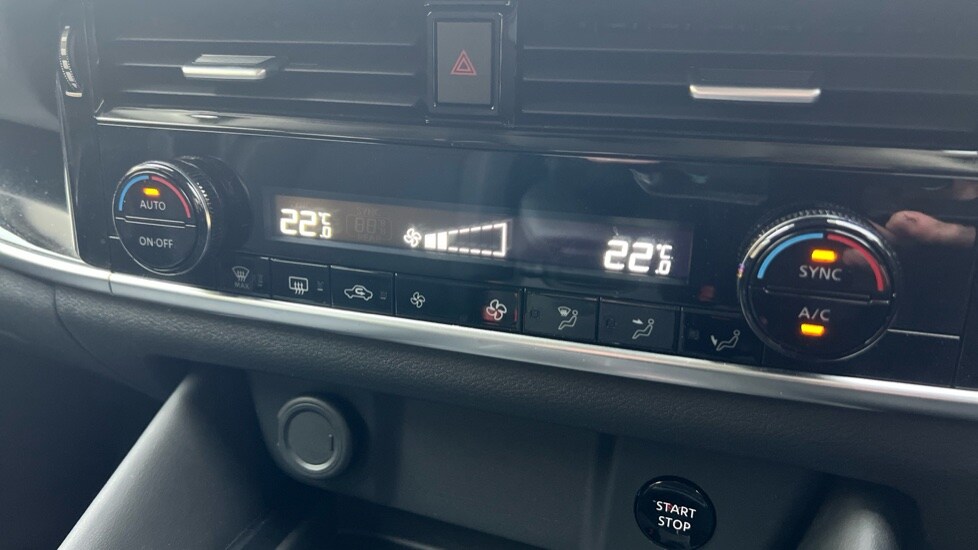 AUTO
ON·OFF
22.0°C
22.0°C
SYNC
A/C
MAX
START
STOP